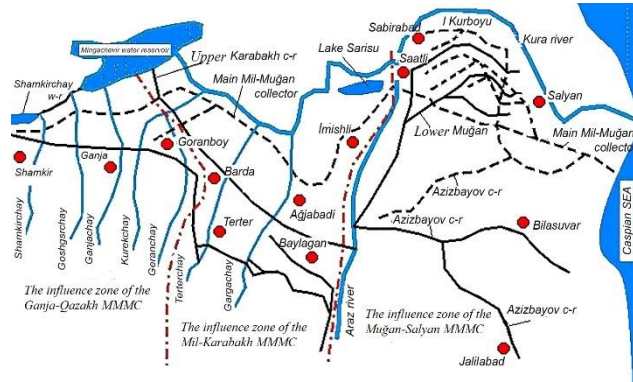 Mingachevir water reservoir
Upper Karabakh c-r
Sabirabad
I Kurboyu
Kura river
Lake Sarisu
Saatli
Shamkirchay
w-r
Main Mil-Muğan
collector
Salyan
Goranboy
İmishli
Lower Muğan
Main Mil-Muğan
collector
Shamkir
Ganja
Barda
Azizbayov c-r
Ağjabadi
Azizbayov c-r
Bilasuvar
Terter
Baylagan
Shamkirchay
Goshgsrchay
Ganjachay
Kurekchay
Goranchay
Terterchay
Gargachay
Araz river
Caspian SEA
The influence zone of the
Ganja-Qazakh MMMC
The influence zone of the
Mil-Karabakh MMMC
The influence zone of the
Muğan-Salyan MMMC
Azizbayov c-r
Jalilabad